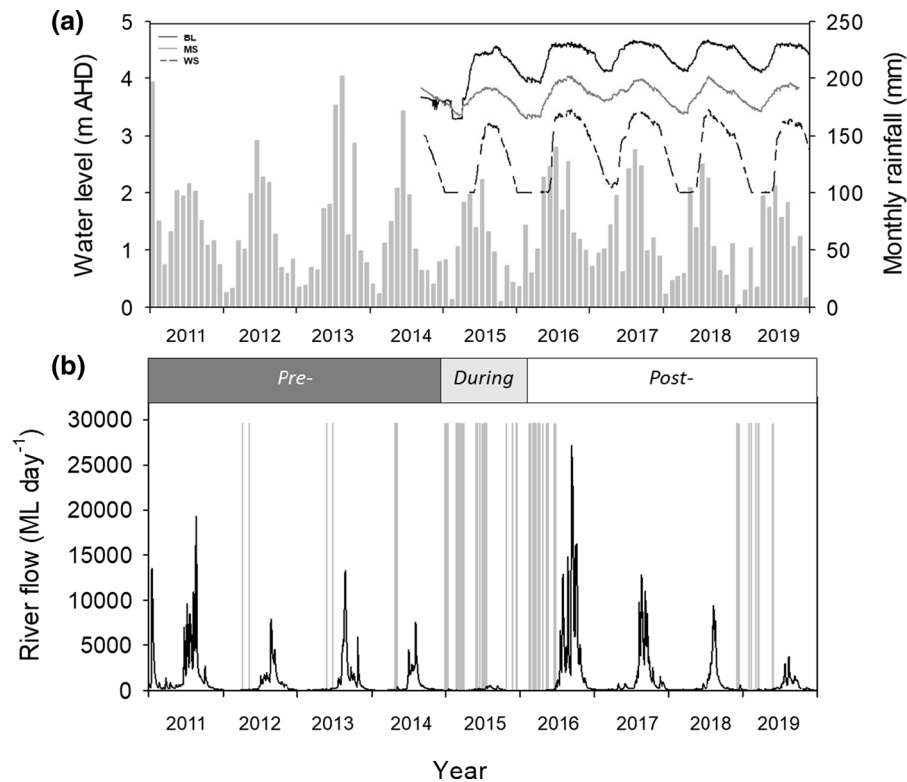 (a)
5
4
3
2
1
0
Water level (m AHD)
BL
MS
WS
250
200
150
100
50
0
Monthly rainfall (mm)
2011 2012 2013 2014 2015 2016 2017 2018 2019
(b)
Pre- During Post-
30000
25000
20000
15000
10000
5000
0
River flow (ML day⁻¹)
2011 2012 2013 2014 2015 2016 2017 2018 2019
Year